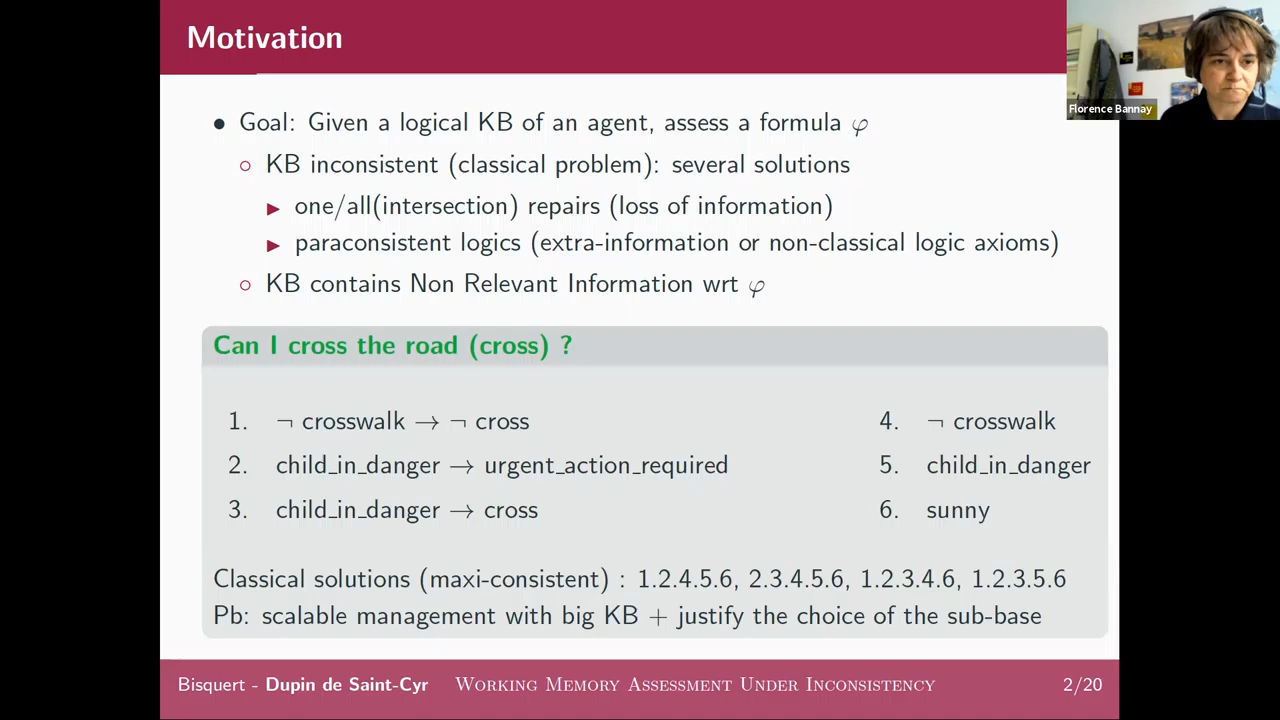 Motivation
Florence Bannay
• Goal: Given a logical KB of an agent, assess a formula φ
○ KB inconsistent (classical problem): several solutions
▶ one/all(intersection) repairs (loss of information)
▶ paraconsistent logics (extra-information or non-classical logic axioms)
○ KB contains Non Relevant Information wrt φ
Can I cross the road (cross) ?
1. ¬ crosswalk → ¬ cross
2. child_in_danger → urgent_action_required
3. child_in_danger → cross
4. ¬ crosswalk
5. child_in_danger
6. sunny
Classical solutions (maxi-consistent) : 1.2.4.5.6, 2.3.4.5.6, 1.2.3.4.6, 1.2.3.5.6
Pb: scalable management with big KB + justify the choice of the sub-base
Bisquert - Dupin de Saint-Cyr Working Memory Assessment Under Inconsistency 2/20